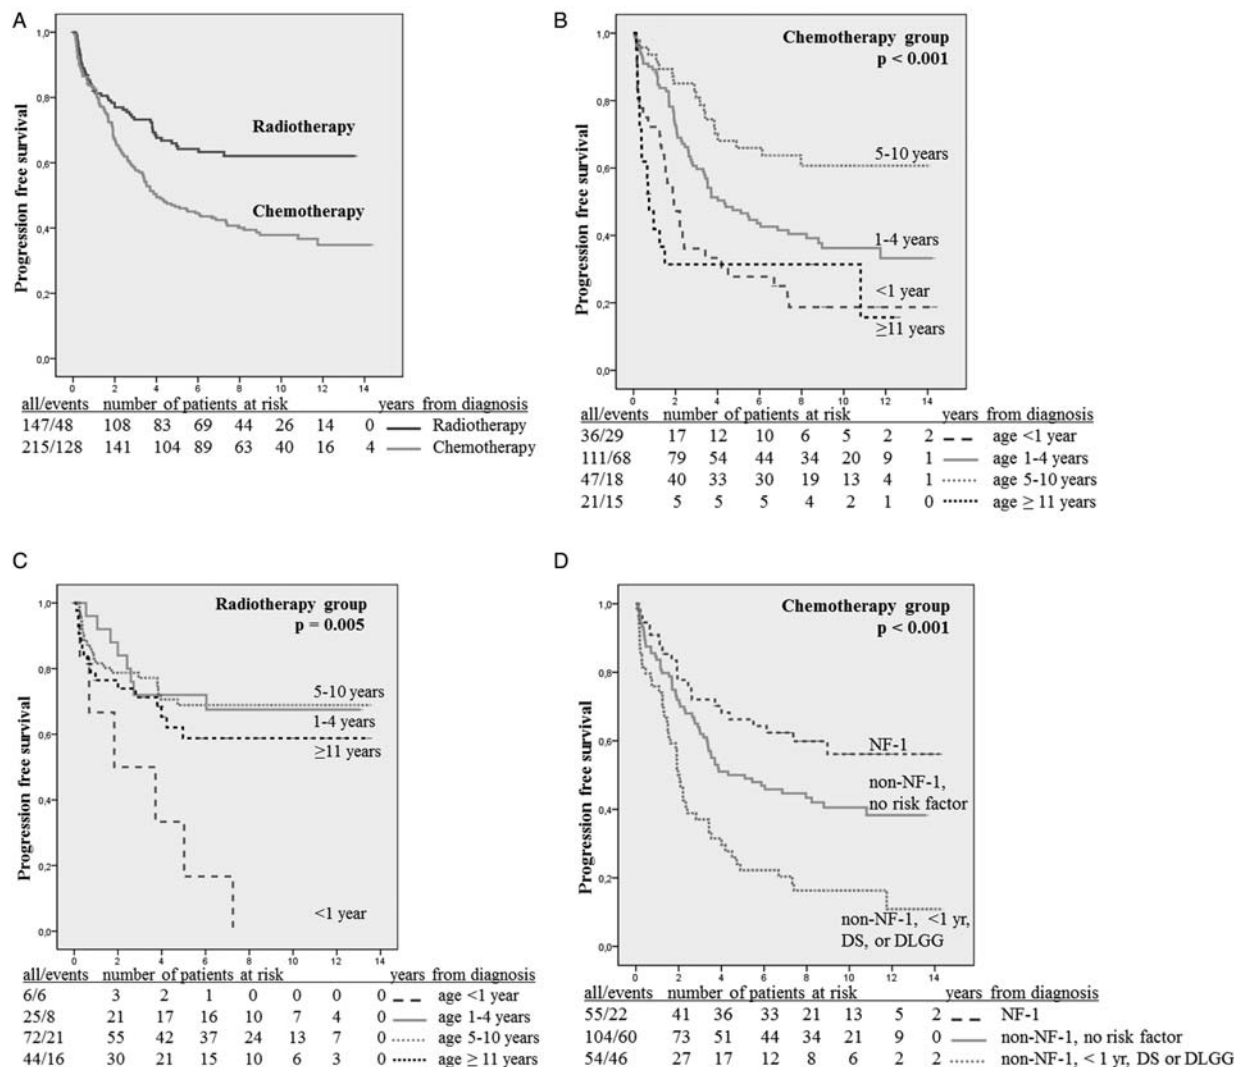 A
Progression free survival
1,0
0,8
0,6
0,4
0,2
0,0
Radiotherapy
Chemotherapy
0 2 4 6 8 10 12 14
all/events number of patients at risk years from diagnosis
147/48 108 83 69 44 26 14 0 Radiotherapy
215/128 141 104 89 63 40 16 4 Chemotherapy
B
Progression free survival
1,0
0,8
0,6
0,4
0,2
0,0
Chemotherapy group
p < 0.001
5-10 years
1-4 years
<1 year
≥11 years
0 2 4 6 8 10 12 14
all/events number of patients at risk years from diagnosis
36/29 17 12 10 6 5 2 2 age <1 year
111/68 79 54 44 34 20 9 1 age 1-4 years
47/18 40 33 30 19 13 4 1 age 5-10 years
21/15 5 5 5 4 2 1 0 age ≥ 11 years
C
Progression free survival
1,0
0,8
0,6
0,4
0,2
0,0
Radiotherapy group
p = 0.005
5-10 years
1-4 years
≥11 years
<1 year
0 2 4 6 8 10 12 14
all/events number of patients at risk years from diagnosis
6/6 3 2 1 0 0 0 0 age <1 year
25/8 21 17 16 10 7 4 0 age 1-4 years
72/21 55 42 37 24 13 7 0 age 5-10 years
44/16 30 21 15 10 6 3 0 age ≥ 11 years
D
Progression free survival
1,0
0,8
0,6
0,4
0,2
0,0
Chemotherapy group
p < 0.001
NF-1
non-NF-1,
no risk factor
non-NF-1, <1 yr,
DS, or DLGG
0 2 4 6 8 10 12 14
all/events number of patients at risk years from diagnosis
55/22 41 36 33 21 13 5 2 NF-1
104/60 73 51 44 34 21 9 0 non-NF-1, no risk factor
54/46 27 17 12 8 6 2 2 non-NF-1, < 1 yr, DS or DLGG